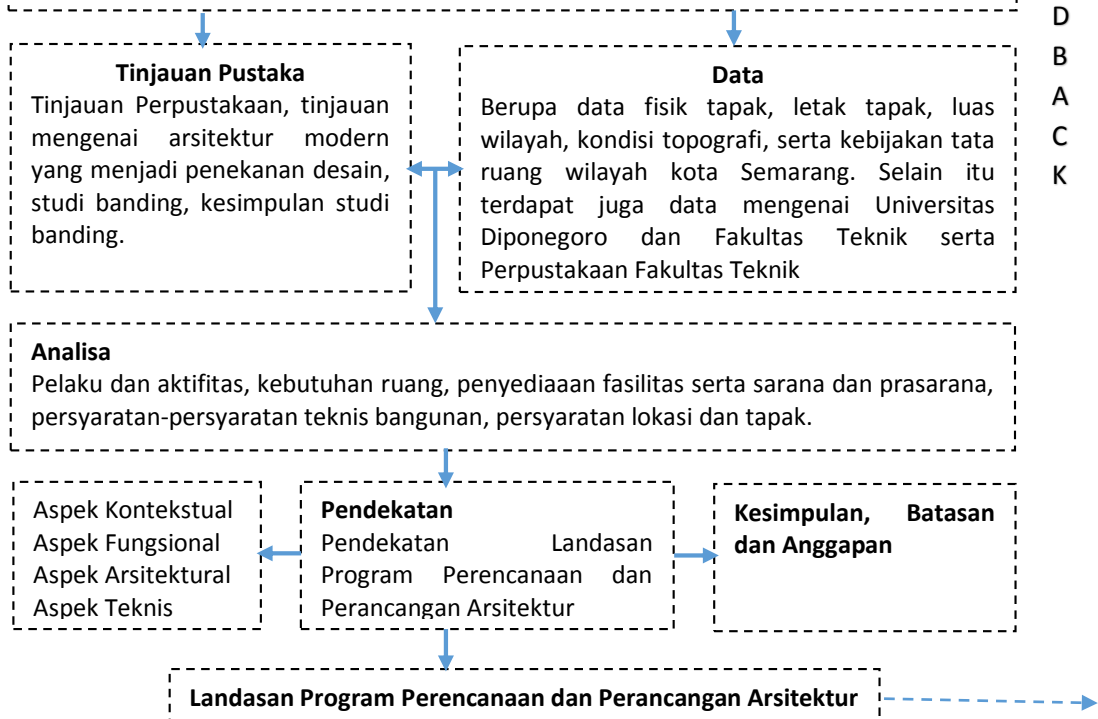 D
B
A
C
K
Tinjauan Pustaka
Tinjauan Perpustakaan, tinjauan
mengenai arsitektur modern
yang menjadi penekanan desain,
studi banding, kesimpulan studi
banding.
Data
Berupa data fisik tapak, letak tapak, luas
wilayah, kondisi topografi, serta kebijakan tata
ruang wilayah kota Semarang. Selain itu
terdapat juga data mengenai Universitas
Diponegoro dan Fakultas Teknik serta
Perpustakaan Fakultas Teknik
Analisa
Pelaku dan aktifitas, kebutuhan ruang, penyediaaan fasilitas serta sarana dan prasarana,
persyaratan-persyaratan teknis bangunan, persyaratan lokasi dan tapak.
Aspek Kontekstual
Aspek Fungsional
Aspek Arsitektural
Aspek Teknis
Pendekatan
Pendekatan Landasan
Program Perencanaan dan
Perancangan Arsitektur
Kesimpulan, Batasan
dan Anggapan
Landasan Program Perencanaan dan Perancangan Arsitektur